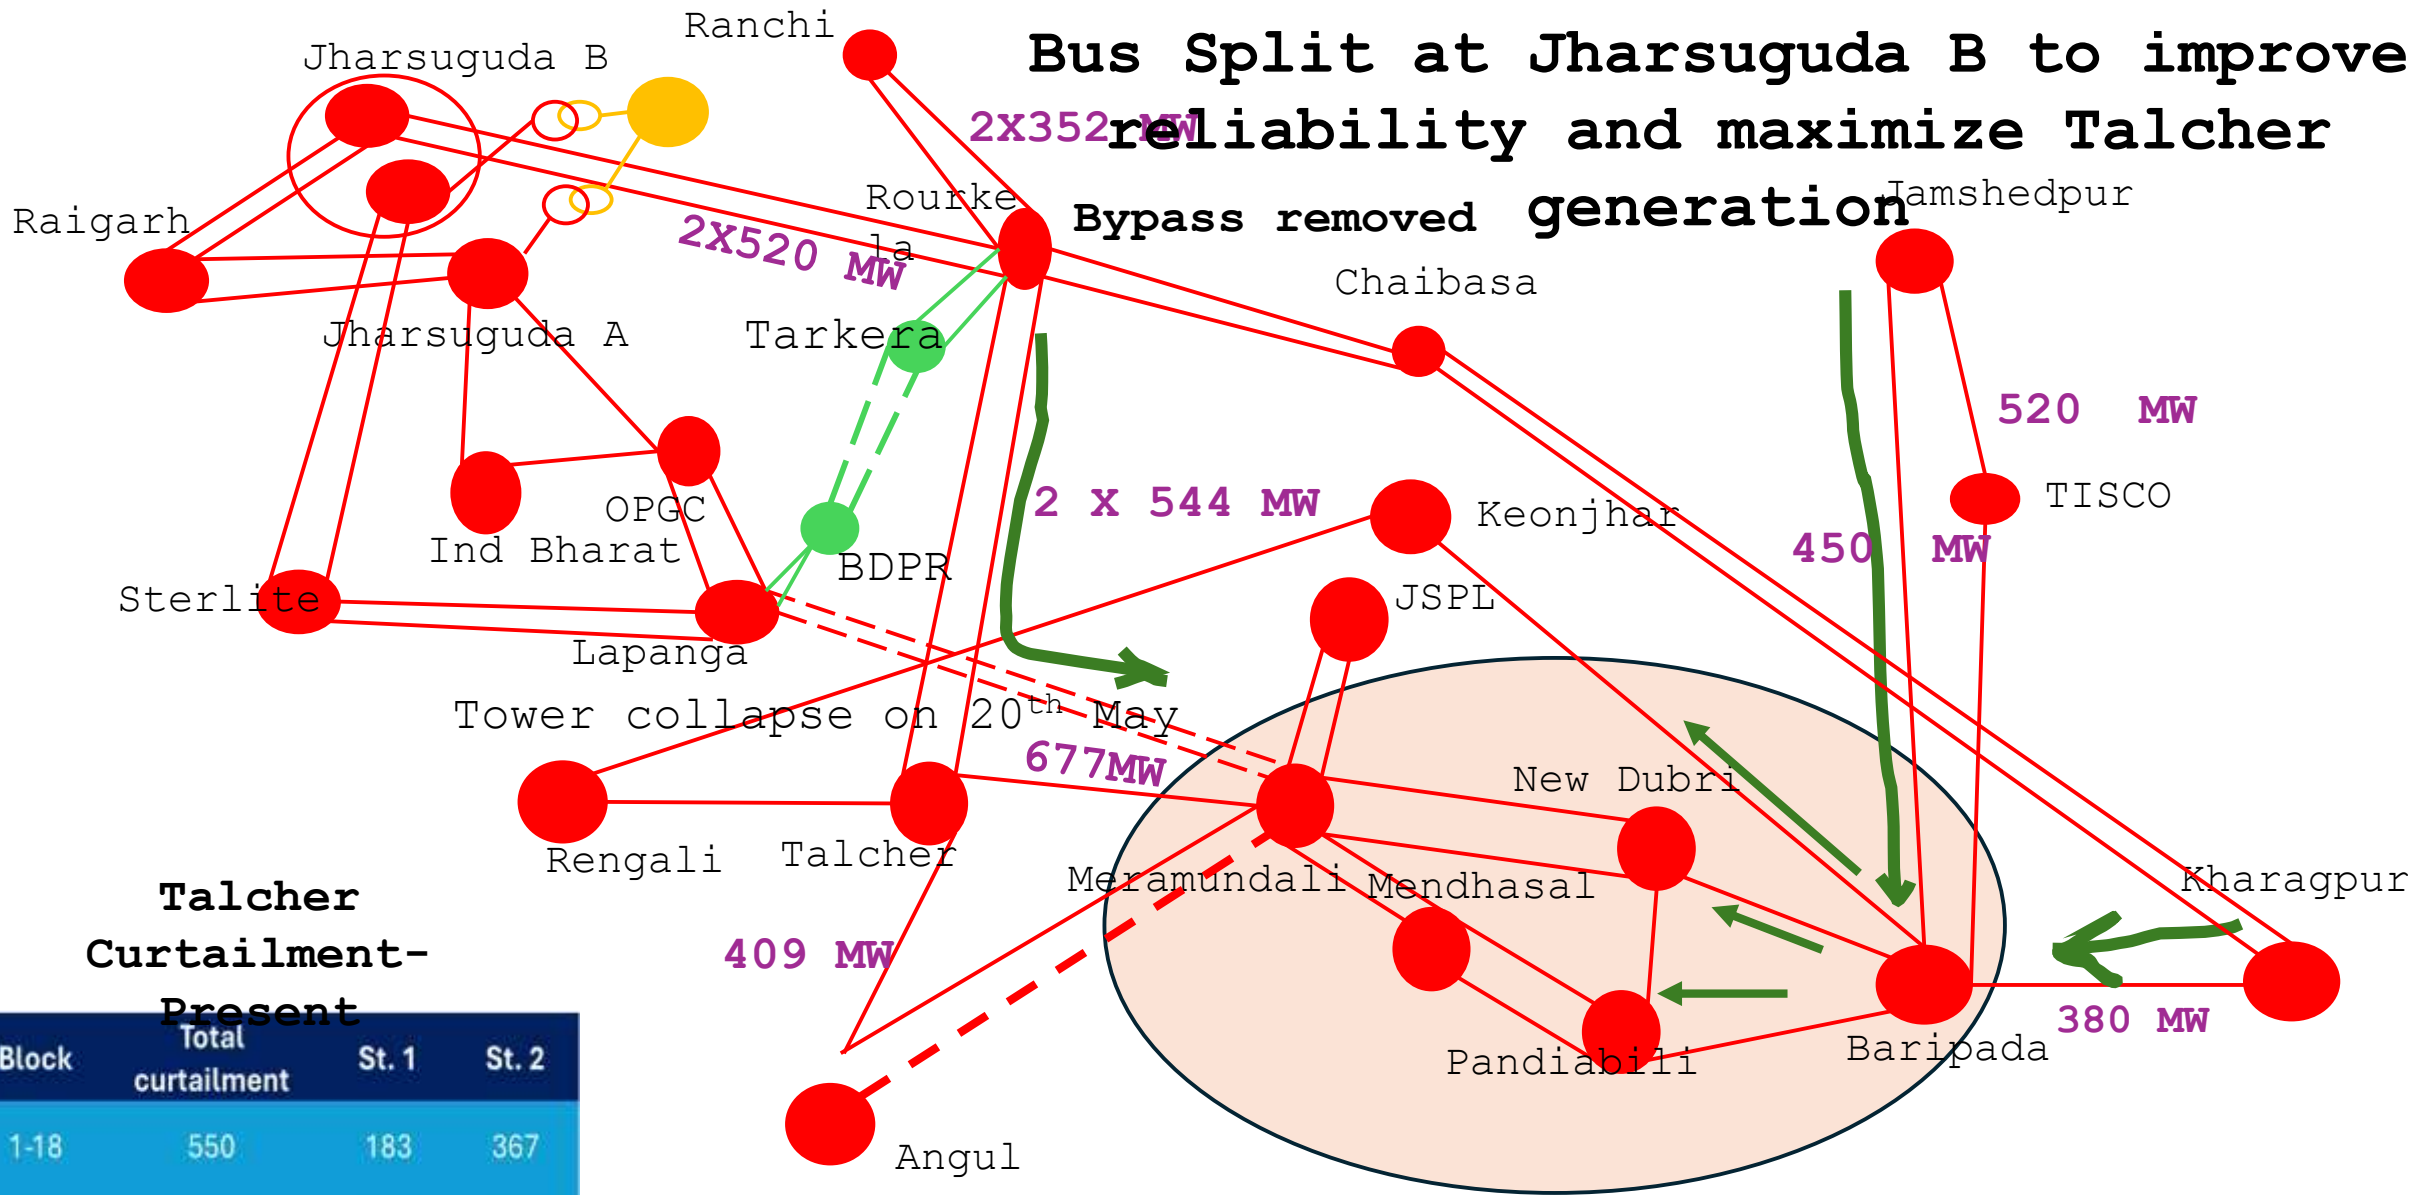 Ranchi
Bus Split at Jharsuguda B to improve
reliability and maximize Talcher
generation
Jharsuguda B
2X352 MW
Raigarh
Rourke
la
Bypass removed
Jamshedpur
2X520 MW
Chaibasa
Jharsuguda A
Tarkera
520 MW
2 X 544 MW
Keonjhar
TISCO
OPGC
Ind Bharat
BDPR
450 MW
Sterlite
JSPL
Lapanga
Tower collapse on 20th May
677MW
New Dubri
Rengali
Talcher
Meramundali
Mendhasal
Kharagpur
Talcher
Curtailment-
Present
409 MW
380 MW
Pandiabili
Baripada
Angul
Block Total curtailment St. 1 St. 2
1-18 550 183 367